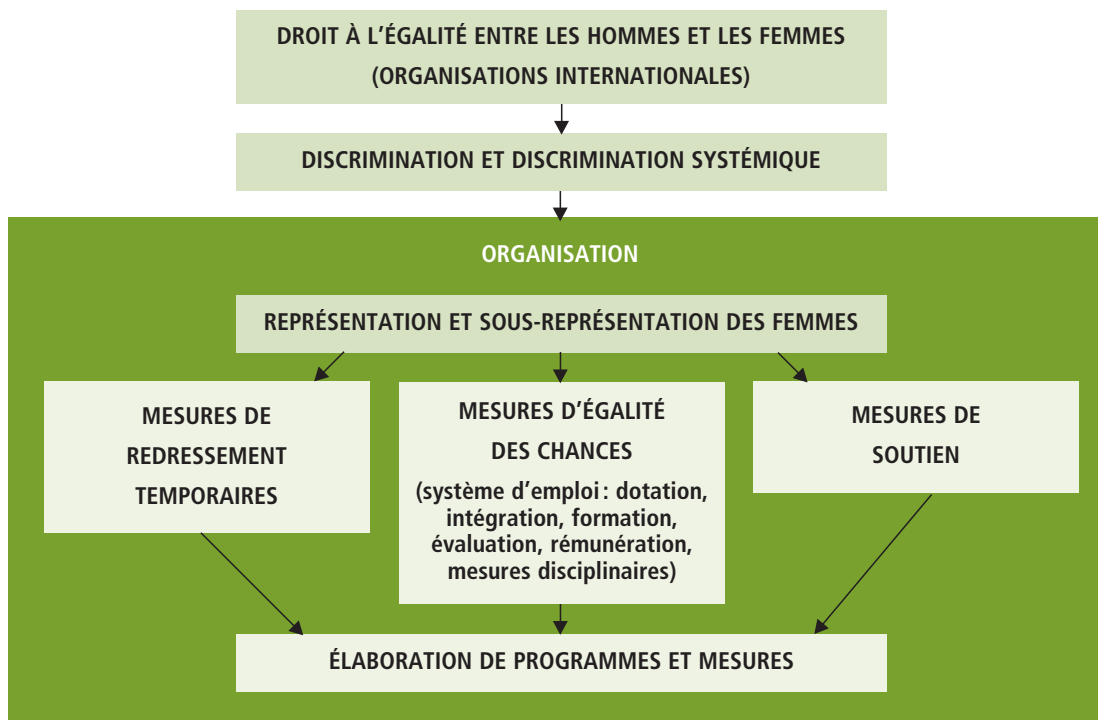 DROIT À L’ÉGALITÉ ENTRE LES HOMMES ET LES FEMMES
(ORGANISATIONS INTERNATIONALES)
DISCRIMINATION ET DISCRIMINATION SYSTÉMIQUE
ORGANISATION
REPRÉSENTATION ET SOUS-REPRÉSENTATION DES FEMMES
MESURES DE
REDRESSEMENT
TEMPORAIRES
MESURES D’ÉGALITÉ
DES CHANCES
(système d’emploi : dotation,
intégration, formation,
évaluation, rémunération,
mesures disciplinaires)
MESURES DE
SOUTIEN
ÉLABORATION DE PROGRAMMES ET MESURES